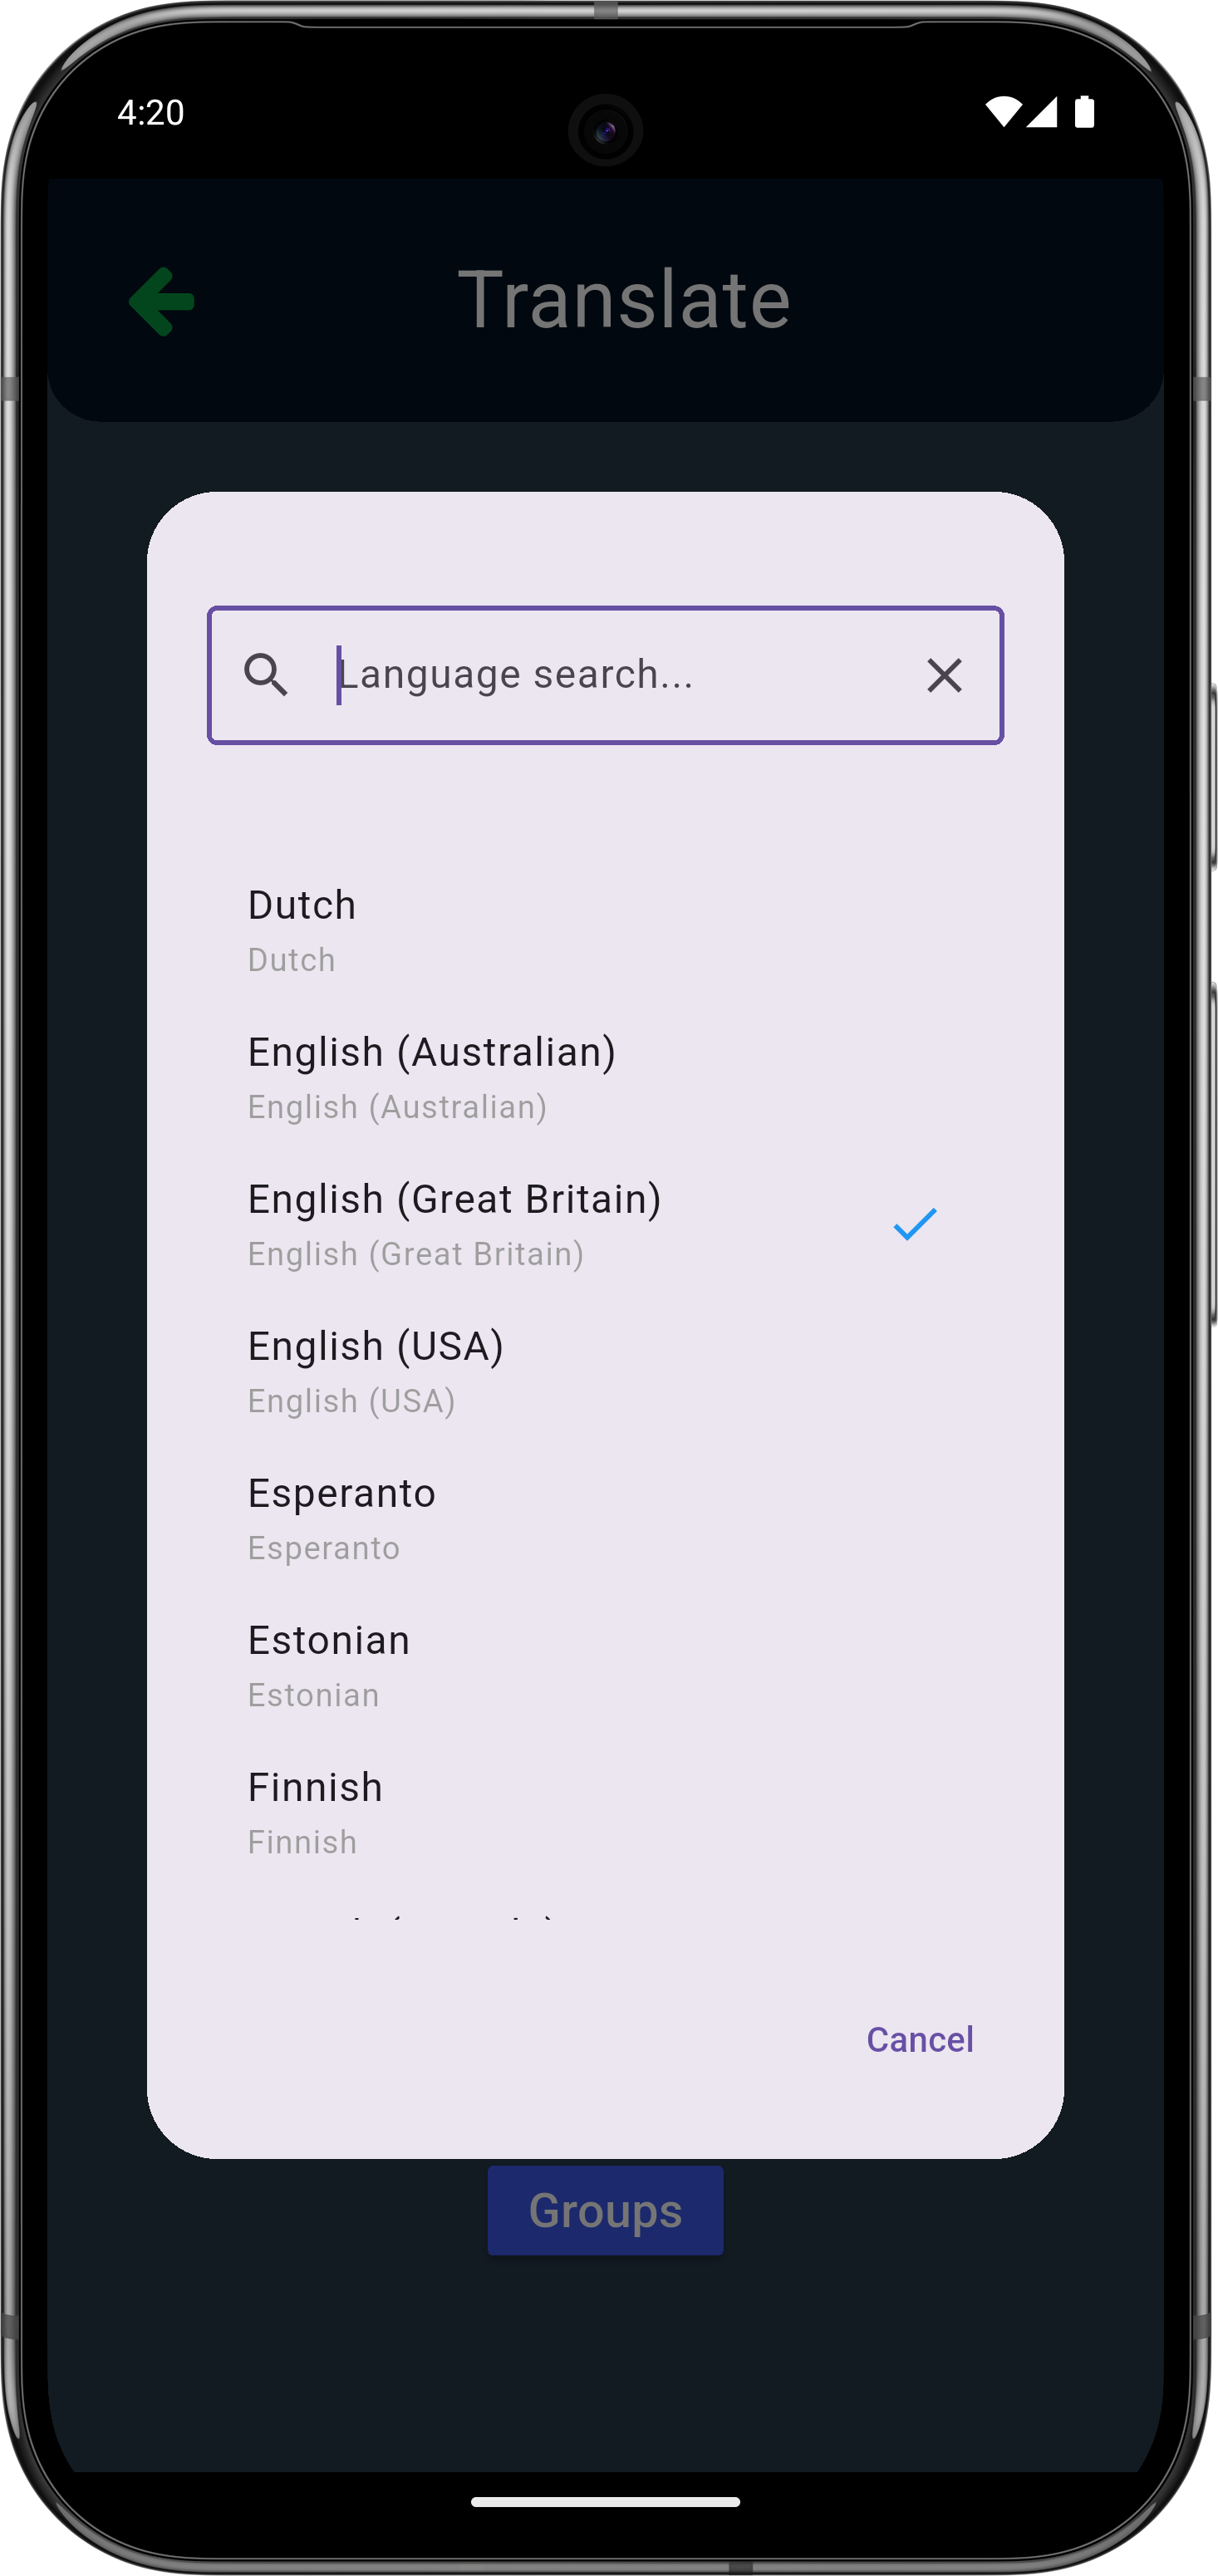 4:20
Translate
Language search...
Dutch
Dutch
English (Australian)
English (Australian)
English (Great Britain)
English (Great Britain)
English (USA)
English (USA)
Esperanto
Esperanto
Estonian
Estonian
Finnish
Finnish
Cancel
Groups